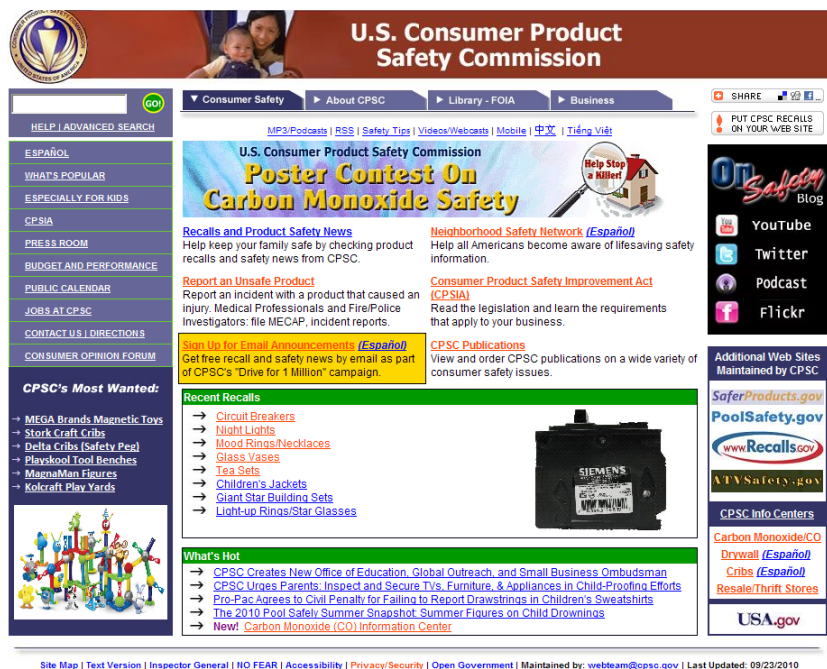 U.S. Consumer Product
Safety Commission
GO!
HELP | ADVANCED SEARCH
▼ Consumer Safety
► About CPSC
► Library - FOIA
► Business
SHARE
PUT CPSC RECALLS
ON YOUR WEB SITE
MP3/Podcasts | RSS | Safety Tips | Videos/Webcasts | Mobile | 中文 | Tiếng Việt
ESPAÑOL
WHAT'S POPULAR
ESPECIALLY FOR KIDS
CPSIA
PRESS ROOM
BUDGET AND PERFORMANCE
PUBLIC CALENDAR
JOBS AT CPSC
CONTACT US | DIRECTIONS
CONSUMER OPINION FORUM
CPSC's Most Wanted:
→ MEGA Brands Magnetic Toys
→ Stork Craft Cribs
→ Delta Cribs (Safety Peg)
→ Playskool Tool Benches
→ MagnaMan Figures
→ Kolcraft Play Yards
U.S. Consumer Product Safety Commission
Poster Contest On
Carbon Monoxide Safety
Help Stop
a Killer!
Recalls and Product Safety News
Help keep your family safe by checking product
recalls and safety news from CPSC.
Neighborhood Safety Network (Español)
Help all Americans become aware of lifesaving safety
information.
Report an Unsafe Product
Report an incident with a product that caused an
injury. Medical Professionals and Fire/Police
Investigators: file MECAP, incident reports.
Consumer Product Safety Improvement Act
(CPSIA)
Read the legislation and learn the requirements
that apply to your business.
Sign Up for Email Announcements (Español)
Get free recall and safety news by email as part
of CPSC's "Drive for 1 Million" campaign.
CPSC Publications
View and order CPSC publications on a wide variety of
consumer safety issues.
Recent Recalls
→ Circuit Breakers
→ Night Lights
→ Mood Rings/Necklaces
→ Glass Vases
→ Tea Sets
→ Children's Jackets
→ Giant Star Building Sets
→ Light-up Rings/Star Glasses
SIEMENS
What's Hot
→ CPSC Creates New Office of Education, Global Outreach, and Small Business Ombudsman
→ CPSC Urges Parents: Inspect and Secure TVs, Furniture, & Appliances in Child-Proofing Efforts
→ Pro-Pac Agrees to Civil Penalty for Failing to Report Drawstrings in Children's Sweatshirts
→ The 2010 Pool Safely Summer Snapshot: Summer Figures on Child Drownings
→ New! Carbon Monoxide (CO) Information Center
On Safety
Blog
YouTube
Twitter
Podcast
Flickr
Additional Web Sites
Maintained by CPSC
SaferProducts.gov
PoolSafety.gov
www.Recalls.gov
ATVSafety.gov
CPSC Info Centers
Carbon Monoxide/CO
Drywall (Español)
Cribs (Español)
Resale/Thrift Stores
USA.gov
Site Map | Text Version | Inspector General | NO FEAR | Accessibility | Privacy/Security | Open Government | Maintained by: webteam@cpsc.gov | Last Updated: 09/23/2010